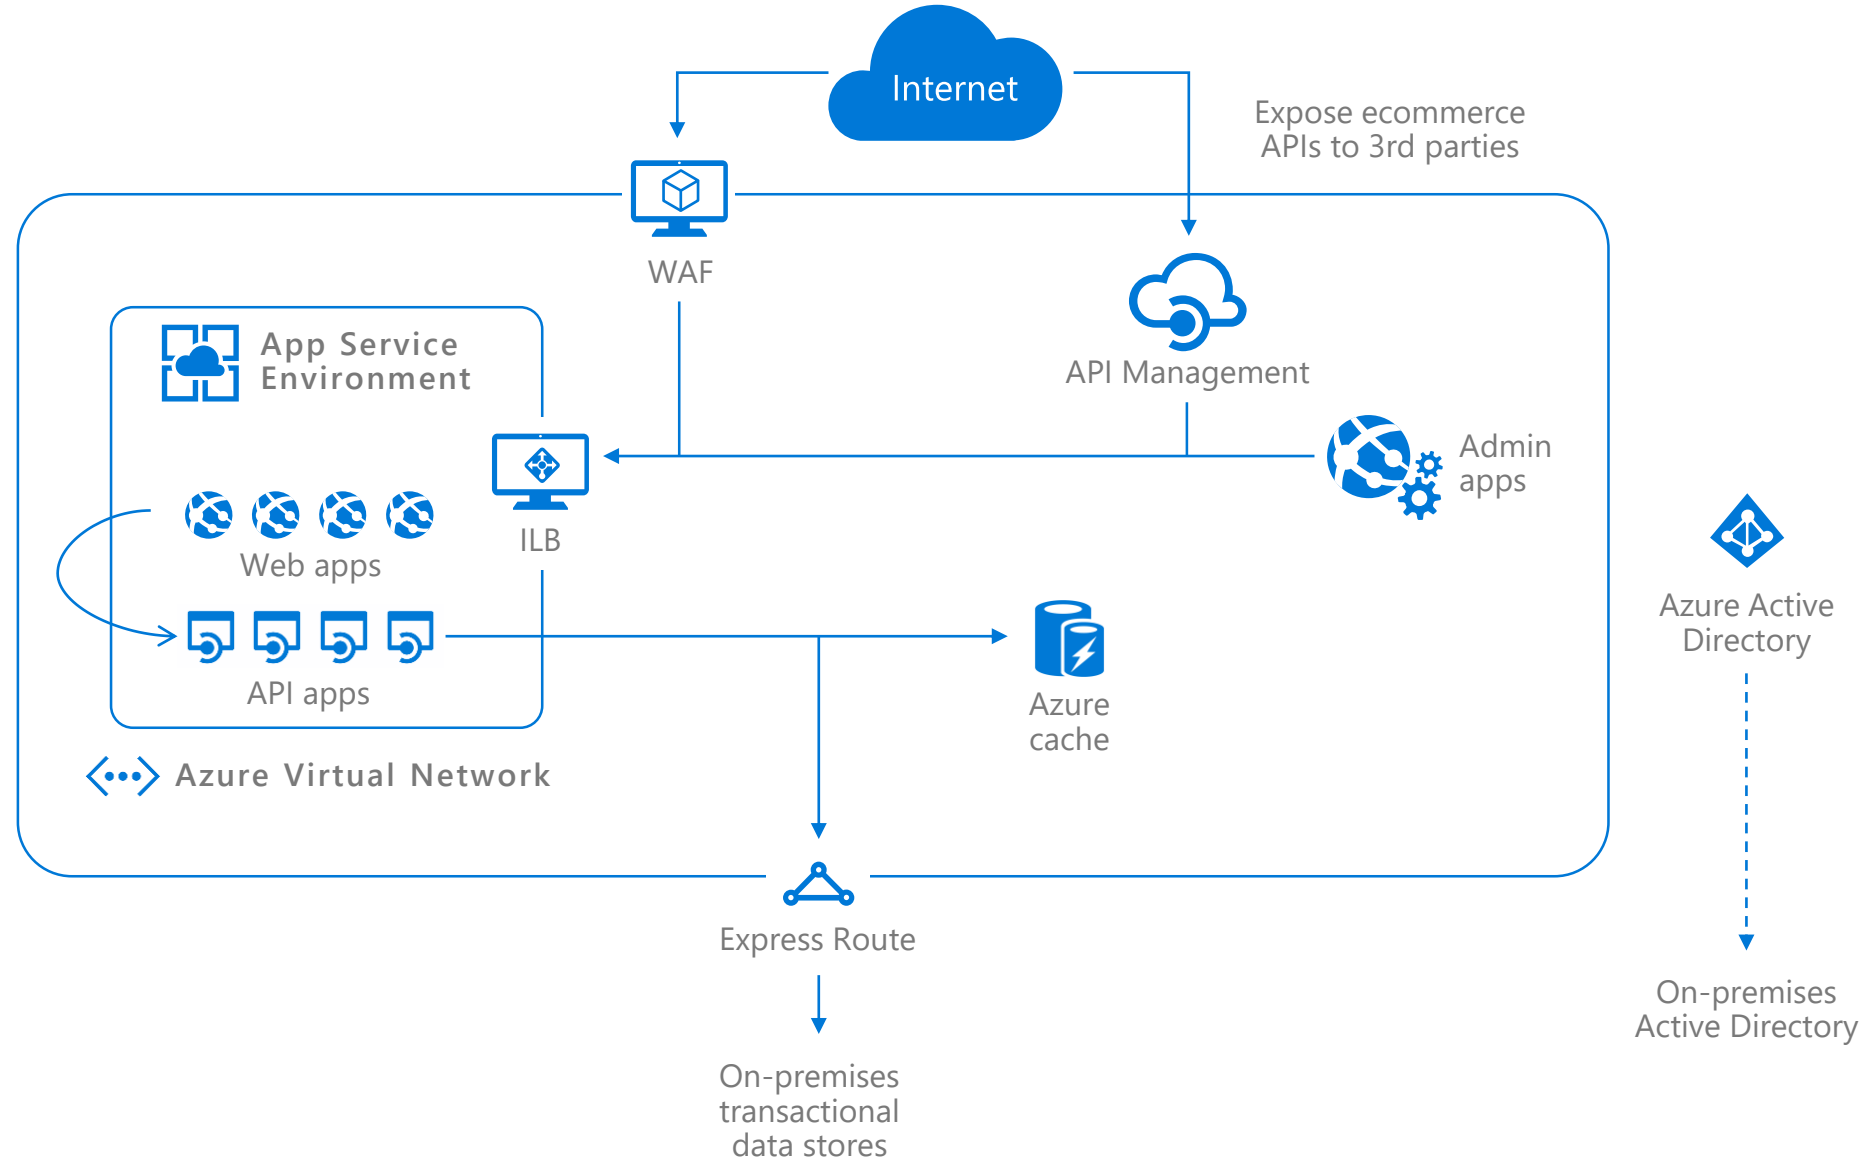 Internet
Expose ecommerce
APIs to 3rd parties
WAF
App Service
Environment
API Management
Admin
apps
ILB
Web apps
Azure Active
Directory
API apps
Azure
cache
Azure Virtual Network
Express Route
On-premises
Active Directory
On-premises
transactional
data stores